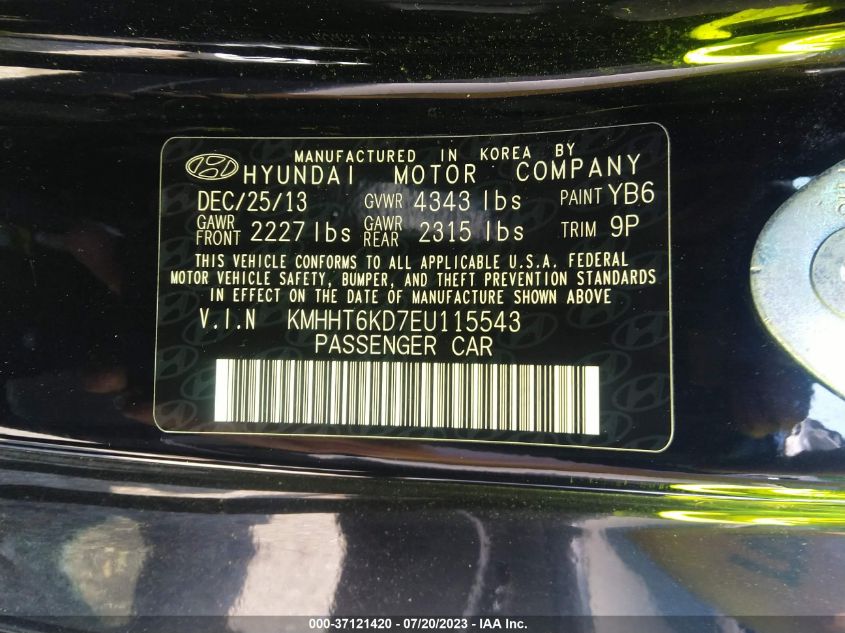 MANUFACTURED IN KOREA BY
HYUNDAI MOTOR COMPANY
DEC/25/13 GVWR 4343 lbs PAINT YB6
GAWR FRONT 2227 lbs GAWR REAR 2315 lbs TRIM 9P
THIS VEHICLE CONFORMS TO ALL APPLICABLE U.S.A. FEDERAL
MOTOR VEHICLE SAFETY, BUMPER, AND THEFT PREVENTION STANDARDS
IN EFFECT ON THE DATE OF MANUFACTURE SHOWN ABOVE
V.I.N KMHHT6KD7EU115543
PASSENGER CAR
000-37121420 - 07/20/2023 - IAA Inc.